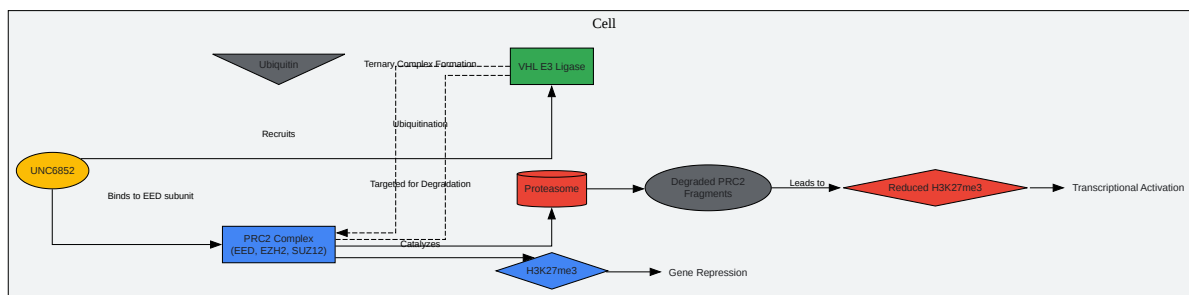 Cell
Ubiquitin
Ternary Complex Formation
VHL E3 Ligase
Ubiquitination
Recruits
UNC6852
Binds to EED subunit
Targeted for Degradation
Proteasome
Degraded PRC2
Fragments
Leads to
Reduced H3K27me3
Transcriptional Activation
PRC2 Complex
(EED, EZH2, SUZ12)
Catalyzes
H3K27me3
Gene Repression